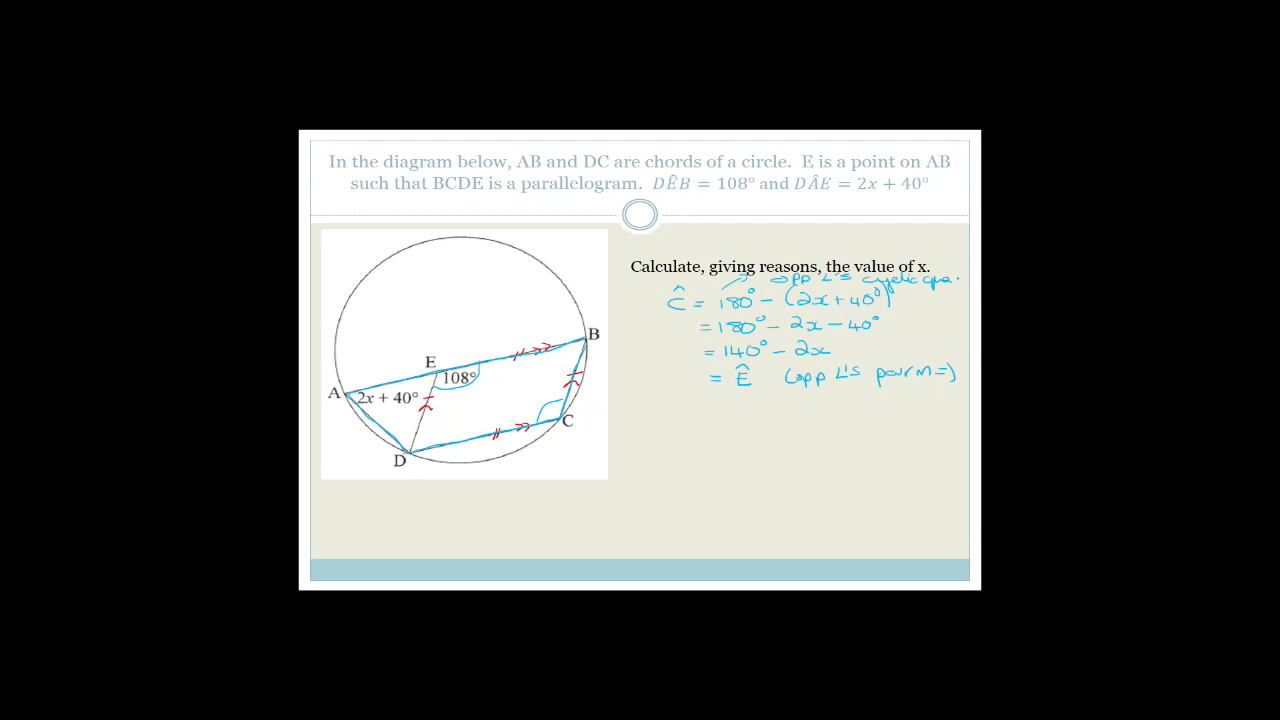 In the diagram below, AB and DC are chords of a circle. E is a point on AB
such that BCDE is a parallelogram. DÊB = 108° and DÂE = 2x + 40°
Calculate, giving reasons, the value of x.
→ opp L's cyclic qua.
Ĉ = 180° - (2x + 40°)
= 180° - 2x - 40°
= 140° - 2x
= Ê (opp L's parm =)
B
E
108°
A
2x + 40°
C
D